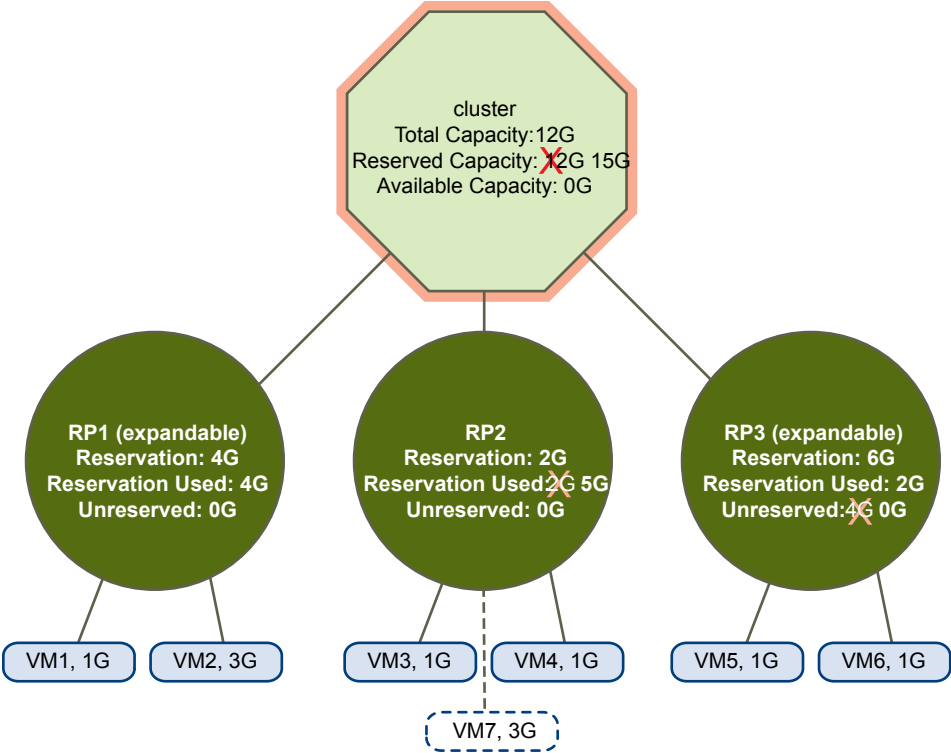 cluster
Total Capacity:12G
Reserved Capacity: 12G 15G
Available Capacity: 0G
RP1 (expandable)
Reservation: 4G
Reservation Used: 4G
Unreserved: 0G
RP2
Reservation: 2G
Reservation Used:2G 5G
Unreserved: 0G
RP3 (expandable)
Reservation: 6G
Reservation Used: 2G
Unreserved:4G 0G
VM1, 1G
VM2, 3G
VM3, 1G
VM4, 1G
VM5, 1G
VM6, 1G
VM7, 3G